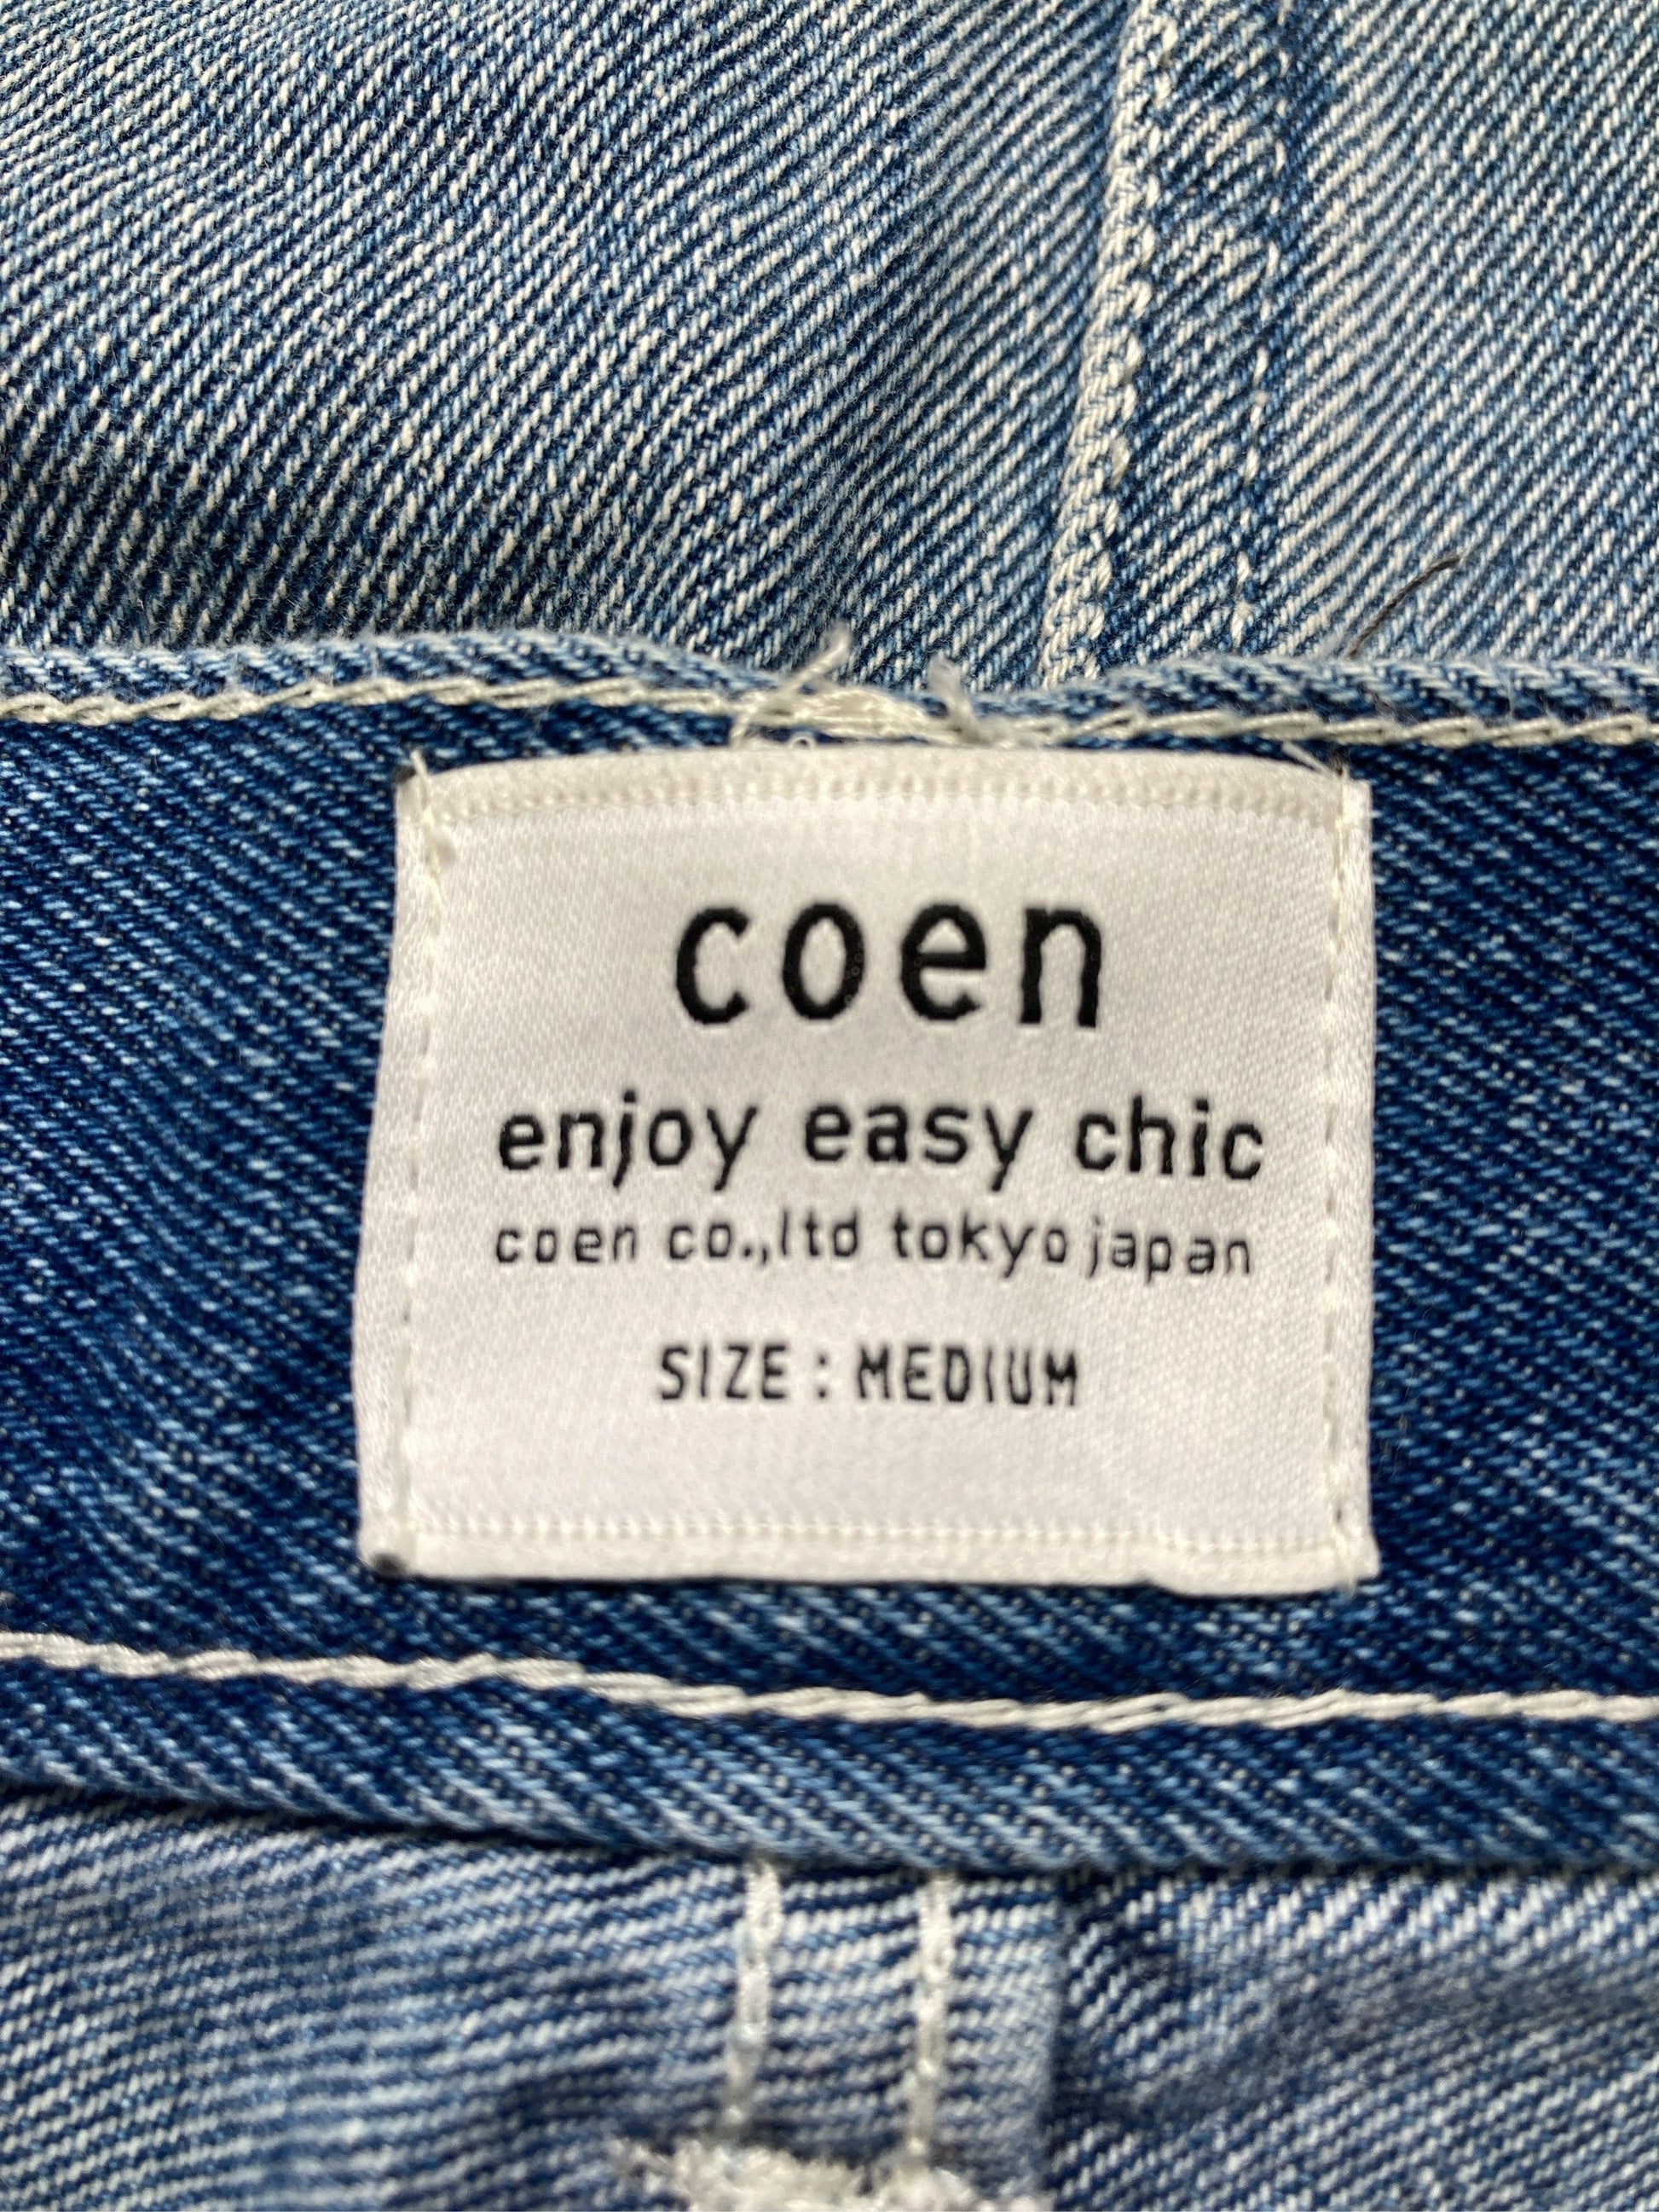 coen
enjoy easy chic
coen co.,ltd tokyo japan
SIZE : MEDIUM